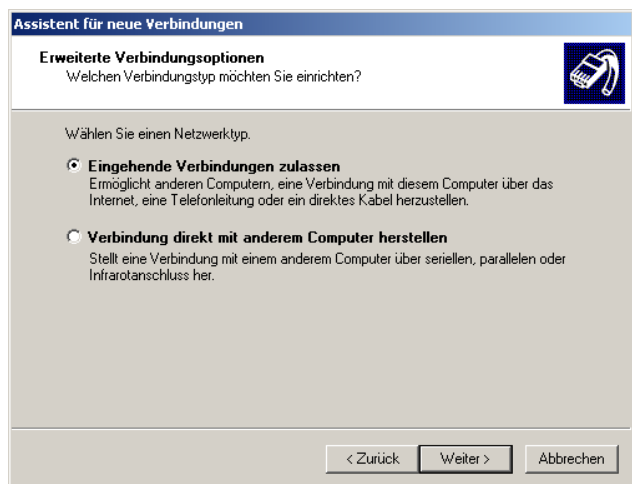 Assistent für neue Verbindungen
Erweiterte Verbindungsoptionen
Welchen Verbindungstyp möchten Sie einrichten?
Wählen Sie einen Netzwerktyp.
Eingehende Verbindungen zulassen
Ermöglicht anderen Computern, eine Verbindung mit diesem Computer über das
Internet, eine Telefonleitung oder ein direktes Kabel herzustellen.
Verbindung direkt mit anderem Computer herstellen
Stellt eine Verbindung mit einem anderem Computer über seriellen, parallelen oder
Infrarotanschluss her.
< Zurück Weiter > Abbrechen